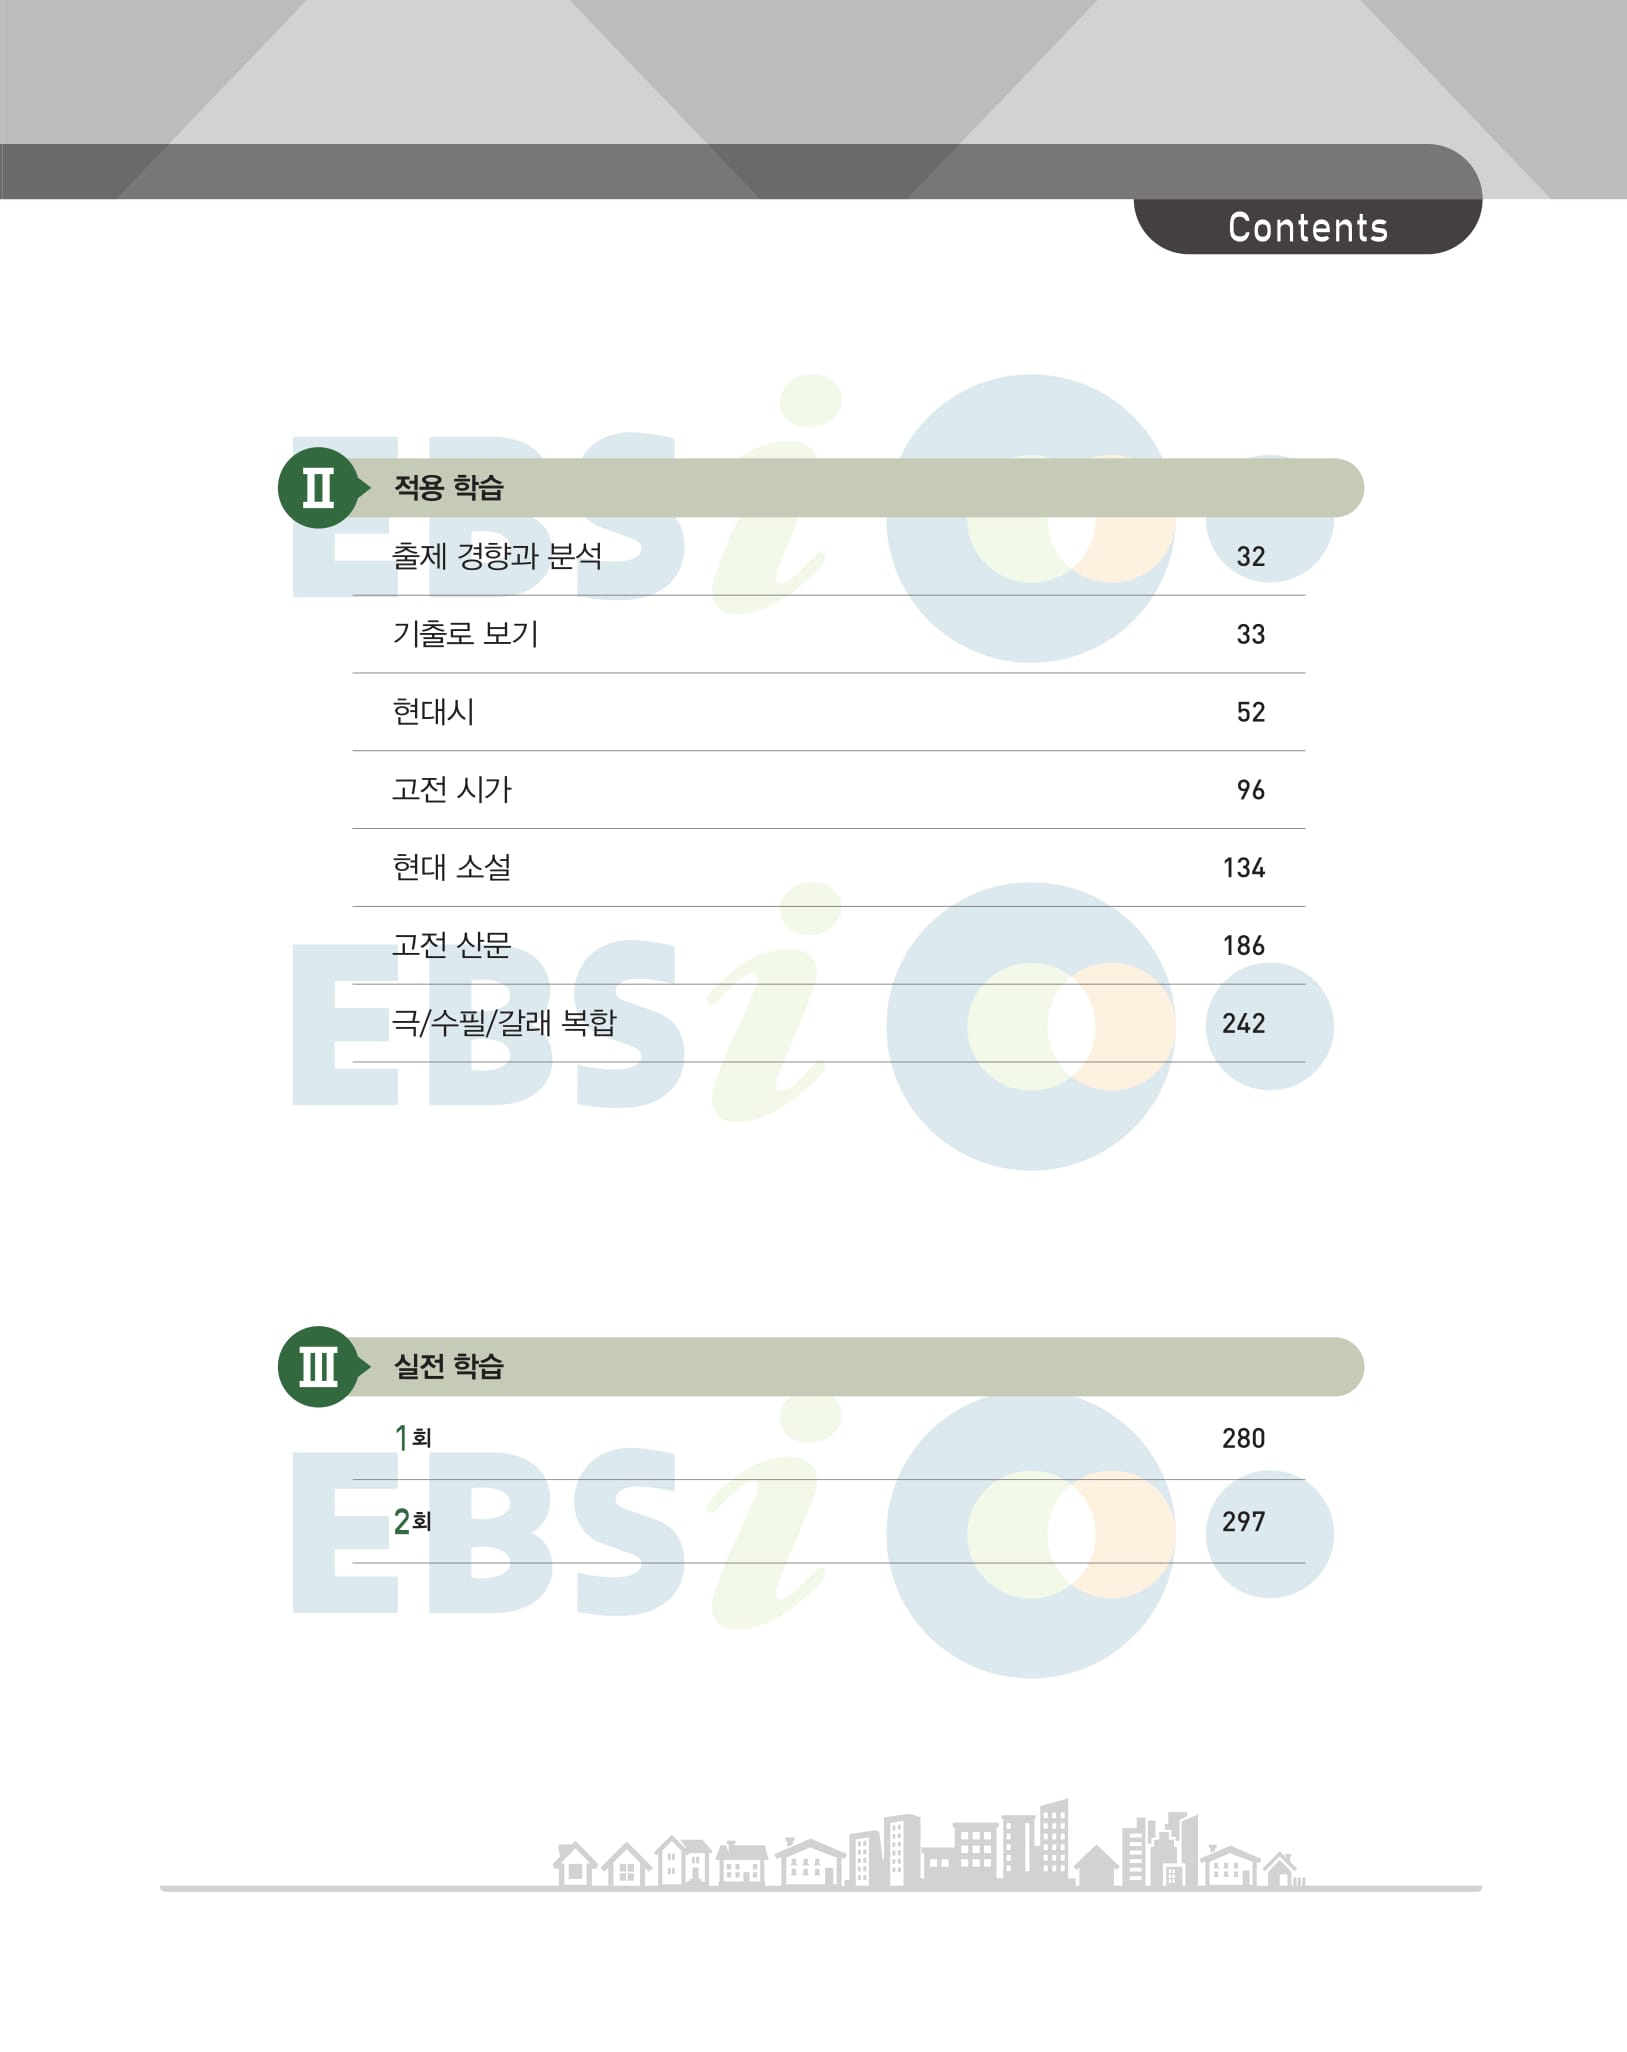 Contents
Ⅱ 적용 학습
출제 경향과 분석 32
기출로 보기 33
현대시 52
고전 시가 96
현대 소설 134
고전 산문 186
극/수필/갈래 복합 242
Ⅲ 실전 학습
1회 280
2회 297
EBSi
EBSi
EBSi